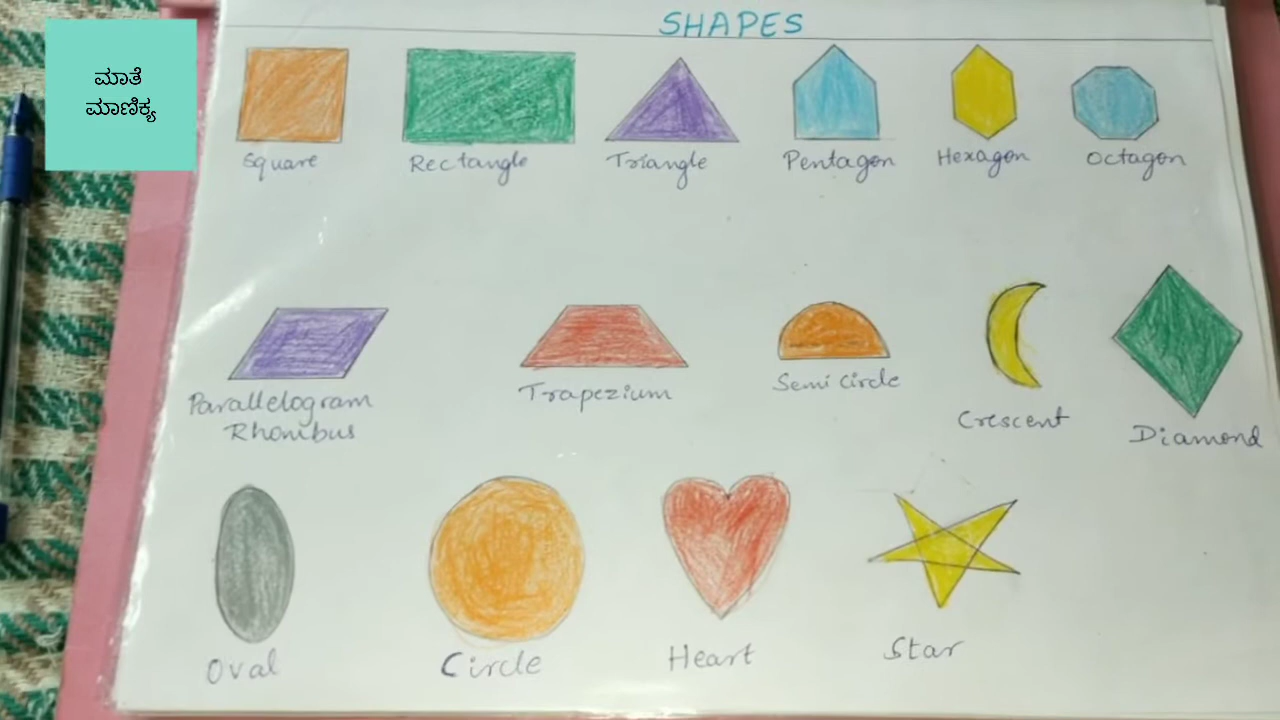 SHAPES
ಮಾತೆ
ಮಾಣಿಕ್ಯ
Square
Rectangle
Triangle
Pentagon
Hexagon
Octagon
Parallelogram
Rhombus
Trapezium
Semi Circle
Crescent
Diamond
Oval
Circle
Heart
Star